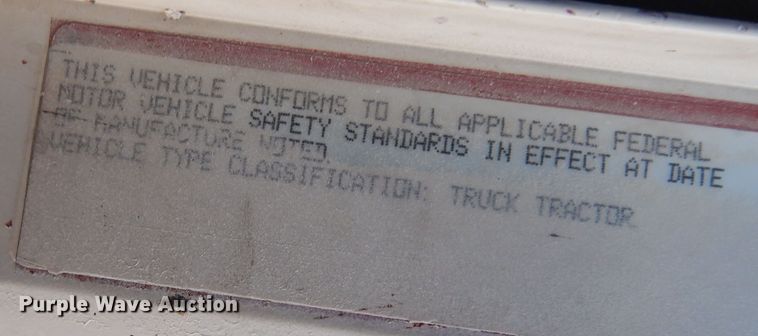 THIS VEHICLE CONFORMS TO ALL APPLICABLE FEDERAL
MOTOR VEHICLE SAFETY STANDARDS IN EFFECT AT DATE
OF MANUFACTURE NOTED.
VEHICLE TYPE CLASSIFICATION: TRUCK TRACTOR
Purple Wave Auction